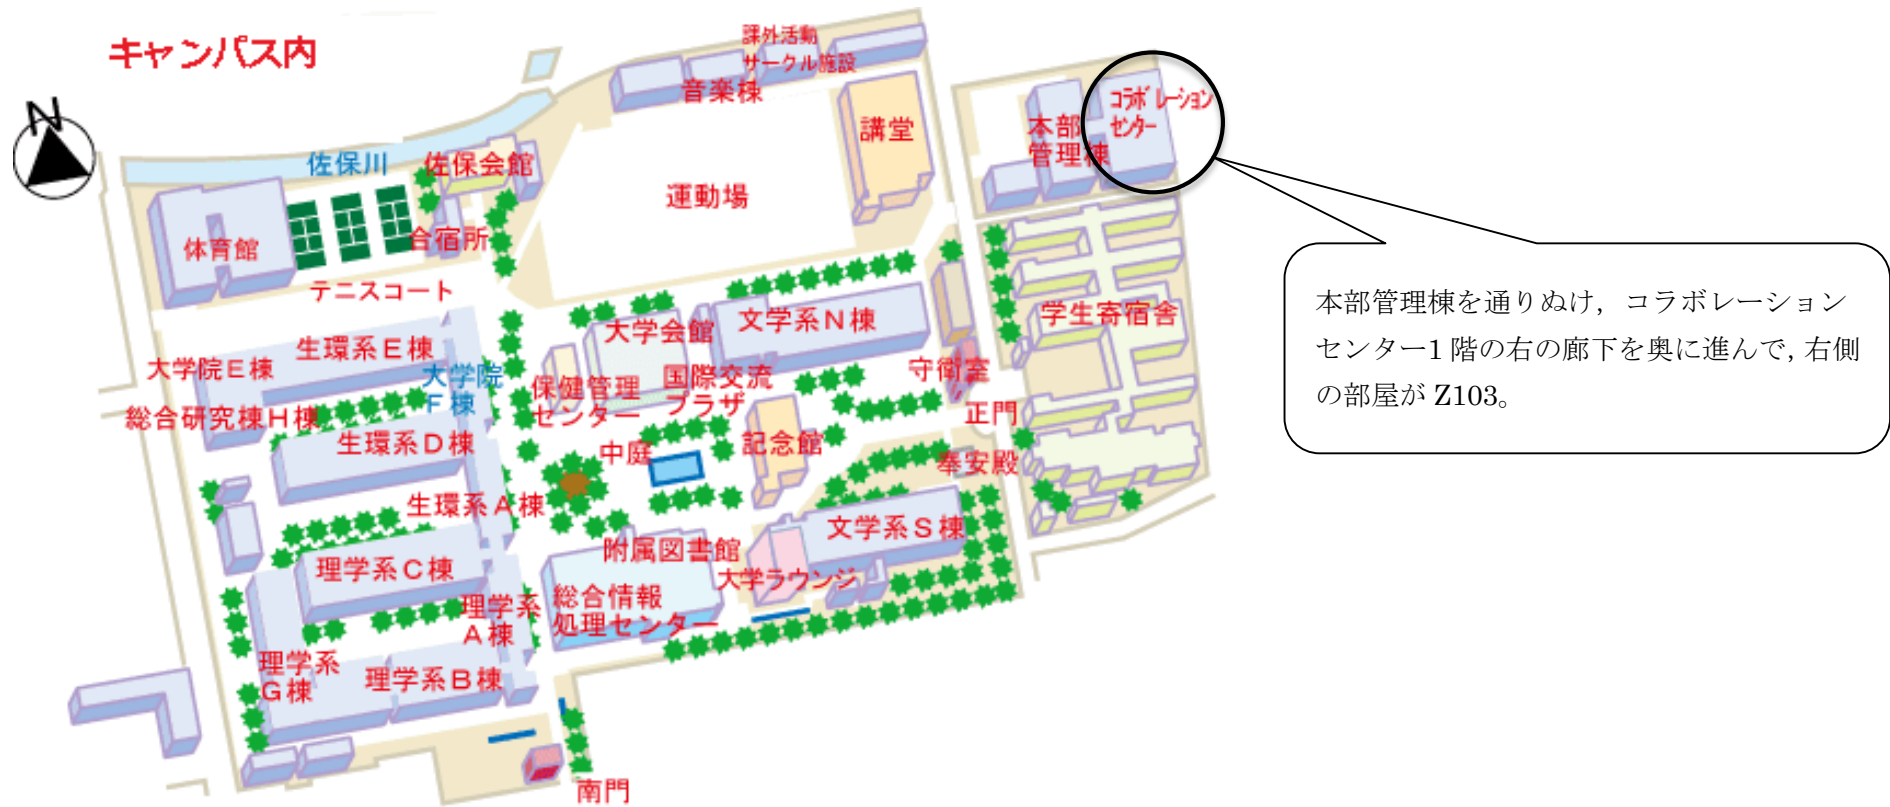 キャンパス内
N
課外活動
サークル施設
音楽棟
講堂
コラボレーション
センター
本部
管理棟
佐保川
佐保会館
運動場
体育館
合宿所
テニスコート
学生寄宿舎
本部管理棟を通りぬけ，コラボレーション
センター1 階の右の廊下を奥に進んで，右側
の部屋が Z103。
大学会館
文学系N棟
生環系E棟
大学院E棟
大学院
F棟
保健管理
センター
国際交流
プラザ
守衛室
総合研究棟H棟
正門
生環系D棟
中庭
記念館
奉安殿
生環系A棟
文学系S棟
附属図書館
理学系C棟
大学ラウンジ
総合情報
処理センター
理学系
A棟
理学系
G棟
理学系B棟
南門